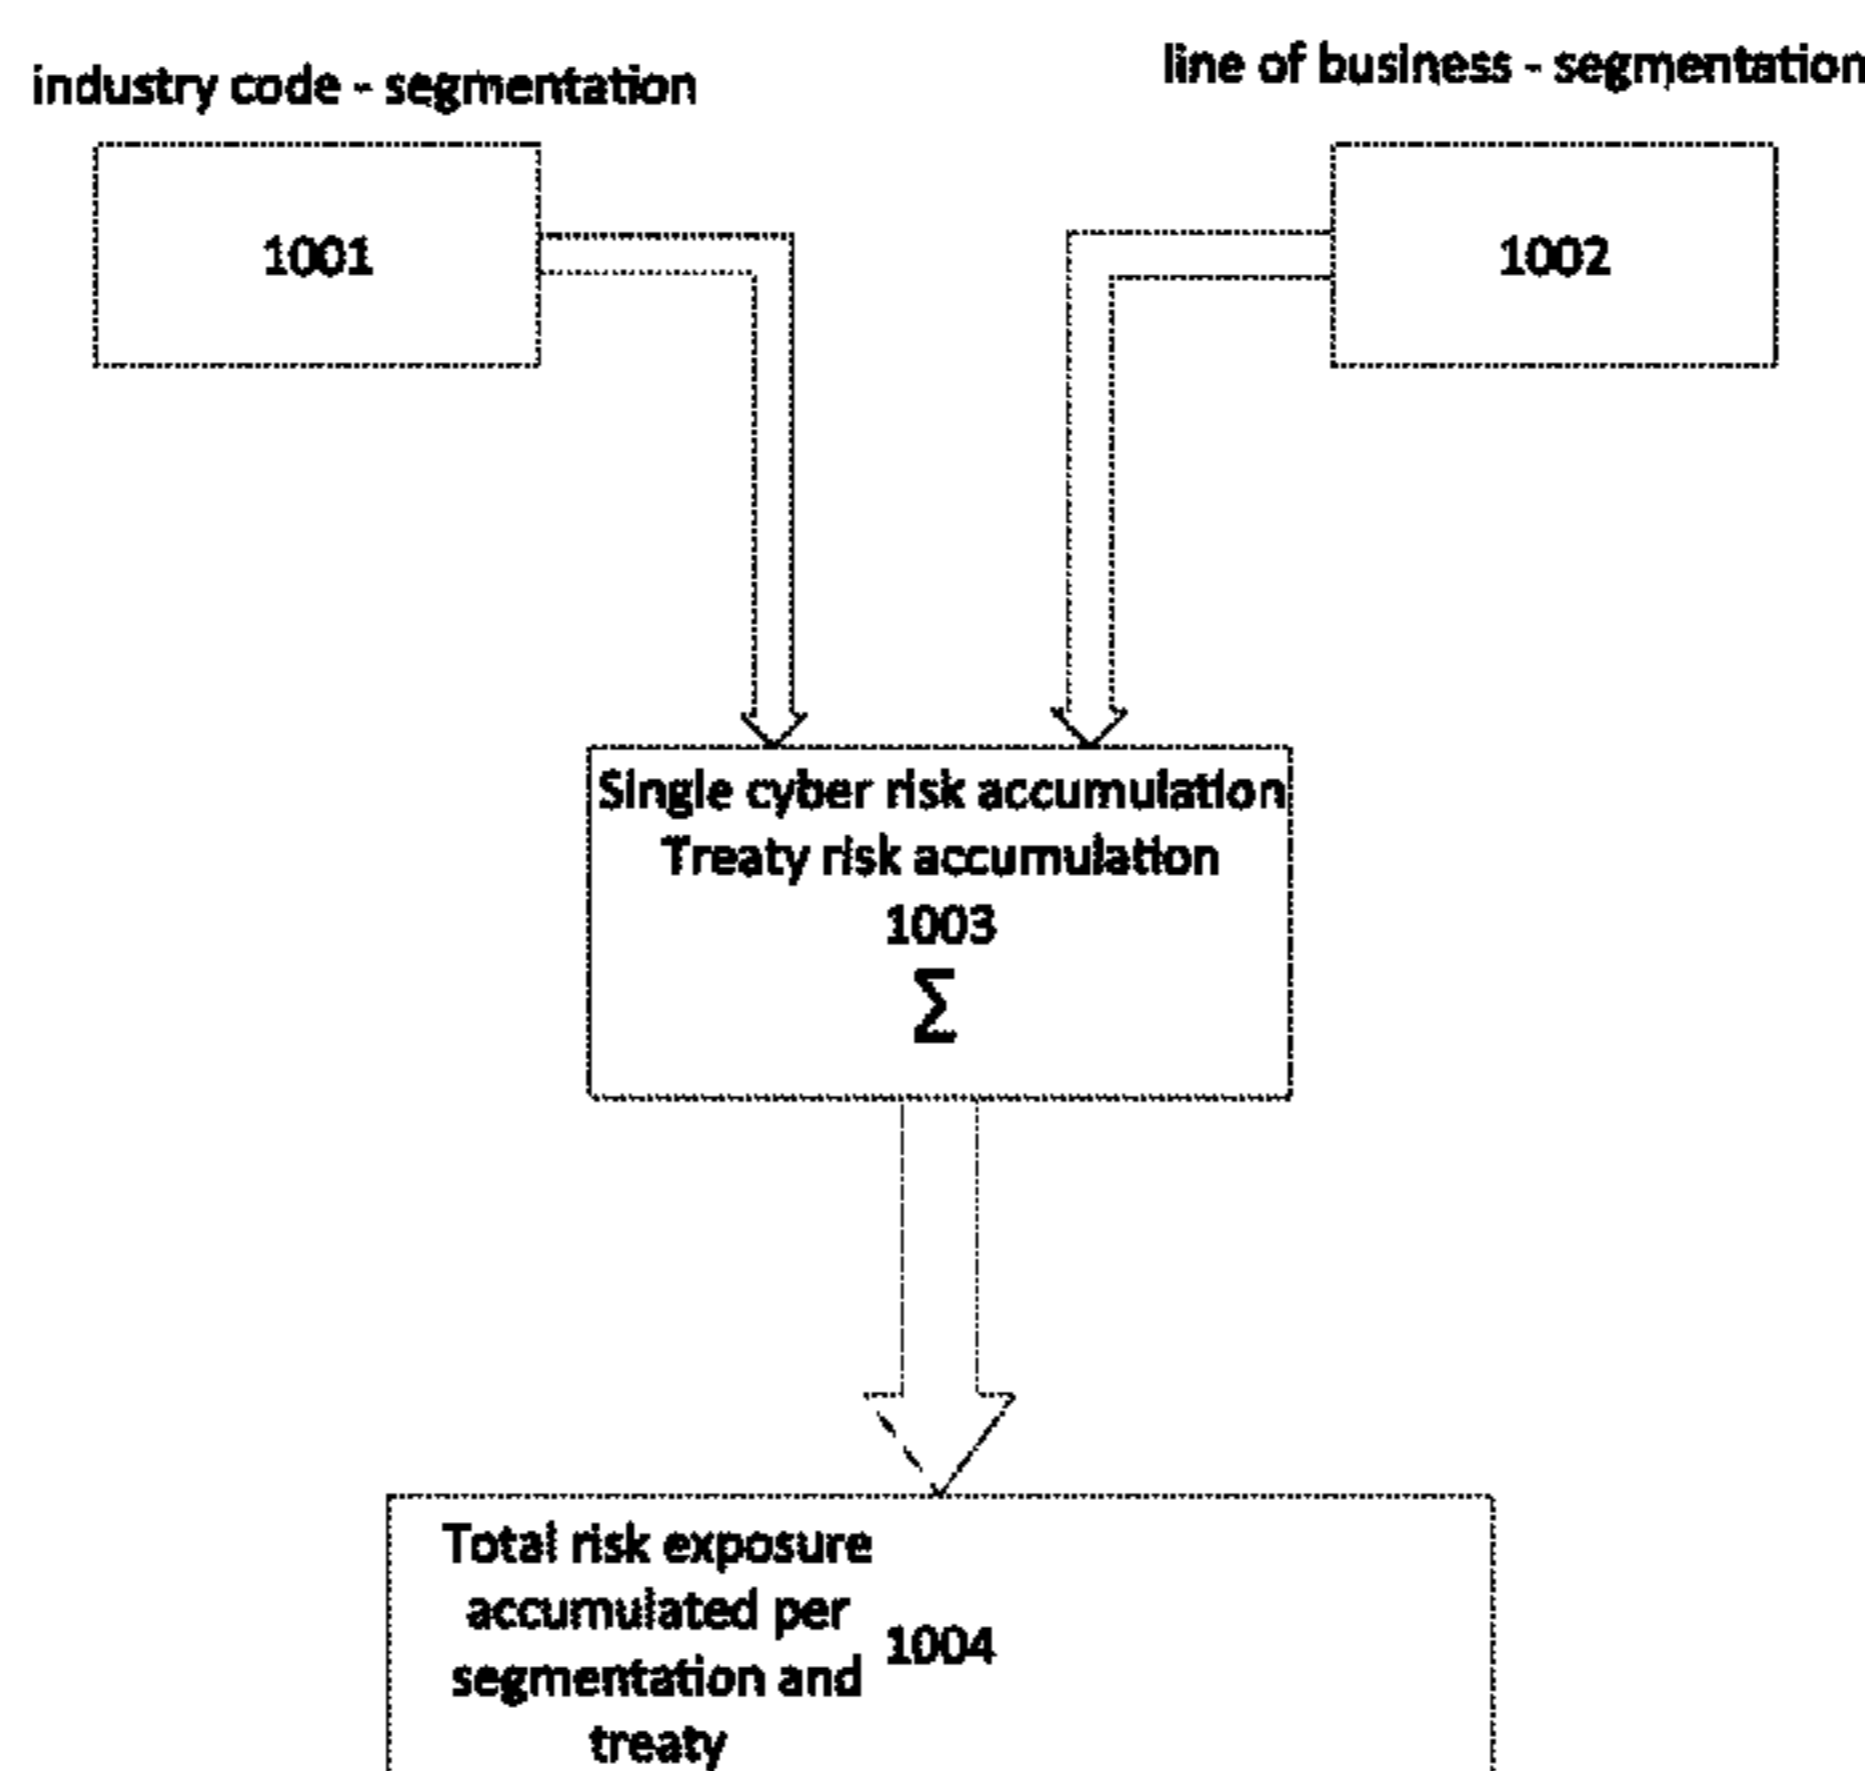 industry code - segmentation
line of business - segmentation
1001
1002
Single cyber risk accumulation
Treaty risk accumulation
1003
Σ
Total risk exposure
accumulated per
segmentation and
treaty
1004